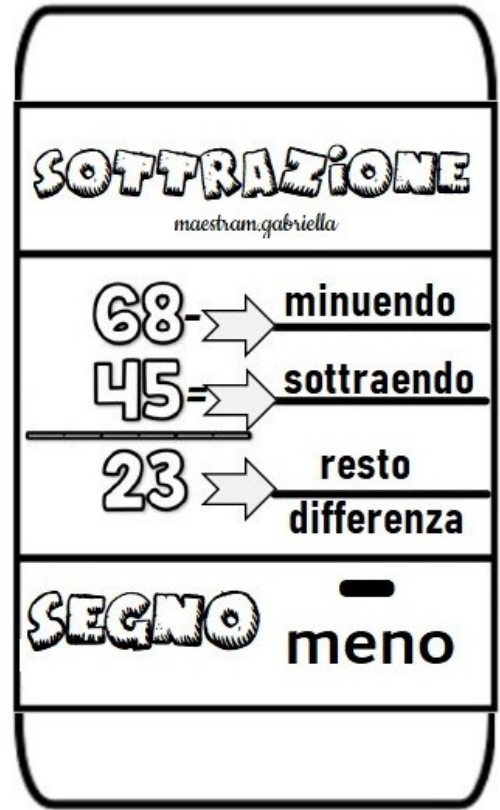 SOTTRAZiONE
maestram.gabriella
68- minuendo
45= sottraendo
23 resto
differenza
SEGNO -
meno